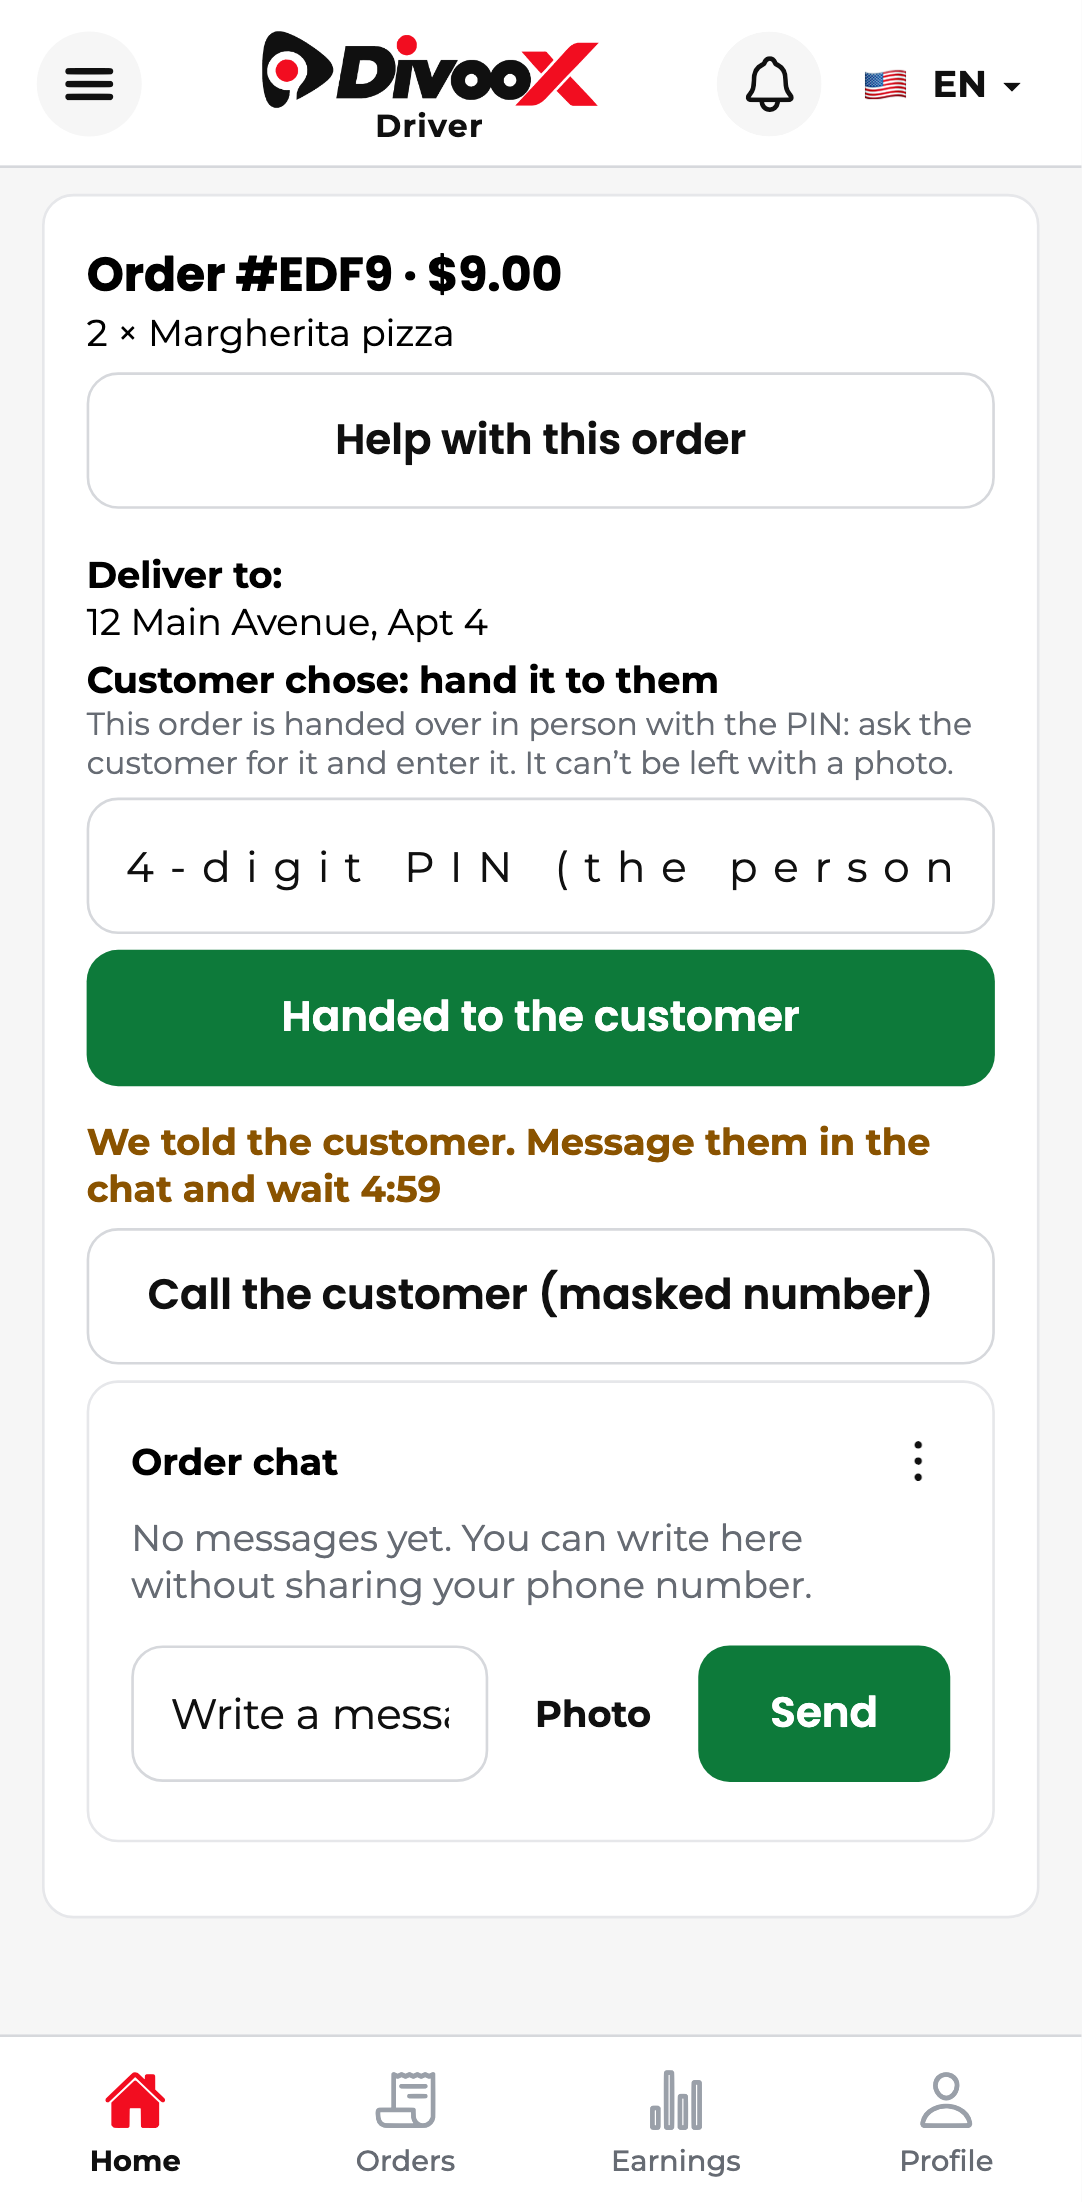 DivooX
Driver
EN
Order #EDF9 · $9.00
2 × Margherita pizza
Help with this order
Deliver to:
12 Main Avenue, Apt 4
Customer chose: hand it to them
This order is handed over in person with the PIN: ask the
customer for it and enter it. It can’t be left with a photo.
4-digit PIN (the person
Handed to the customer
We told the customer. Message them in the
chat and wait 4:59
Call the customer (masked number)
Order chat
No messages yet. You can write here
without sharing your phone number.
Write a messa
Photo
Send
Home
Orders
Earnings
Profile